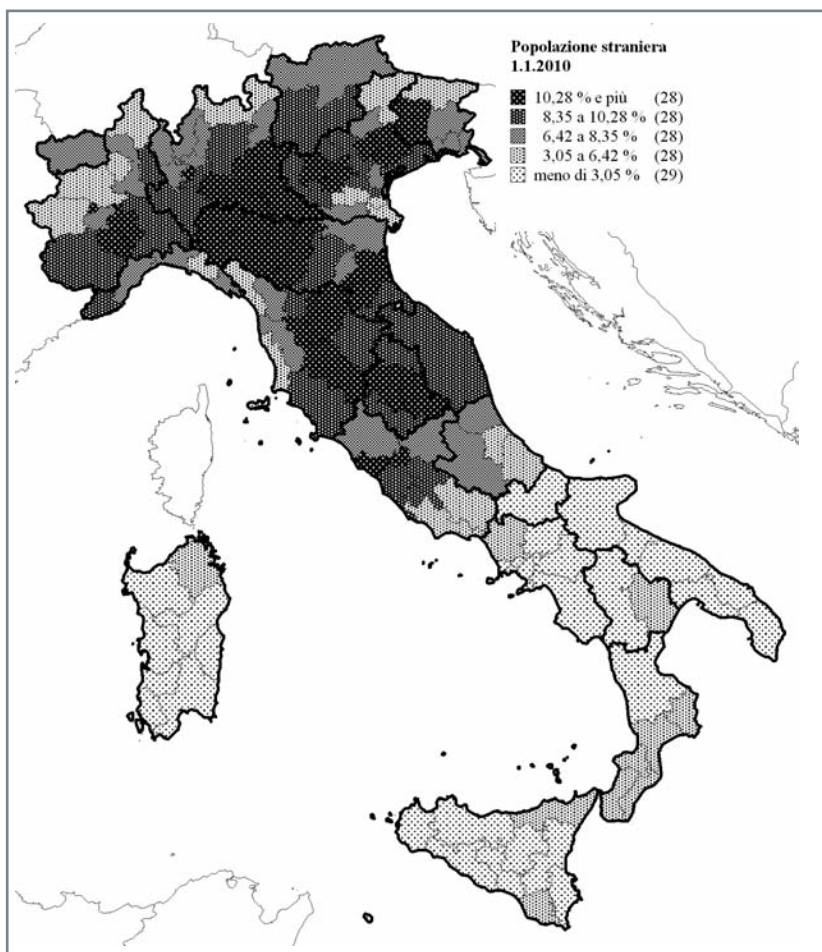 Popolazione straniera
1.1.2010
10,28 % e più (28)
8,35 a 10,28 % (28)
6,42 a 8,35 % (28)
3,05 a 6,42 % (28)
meno di 3,05 % (29)